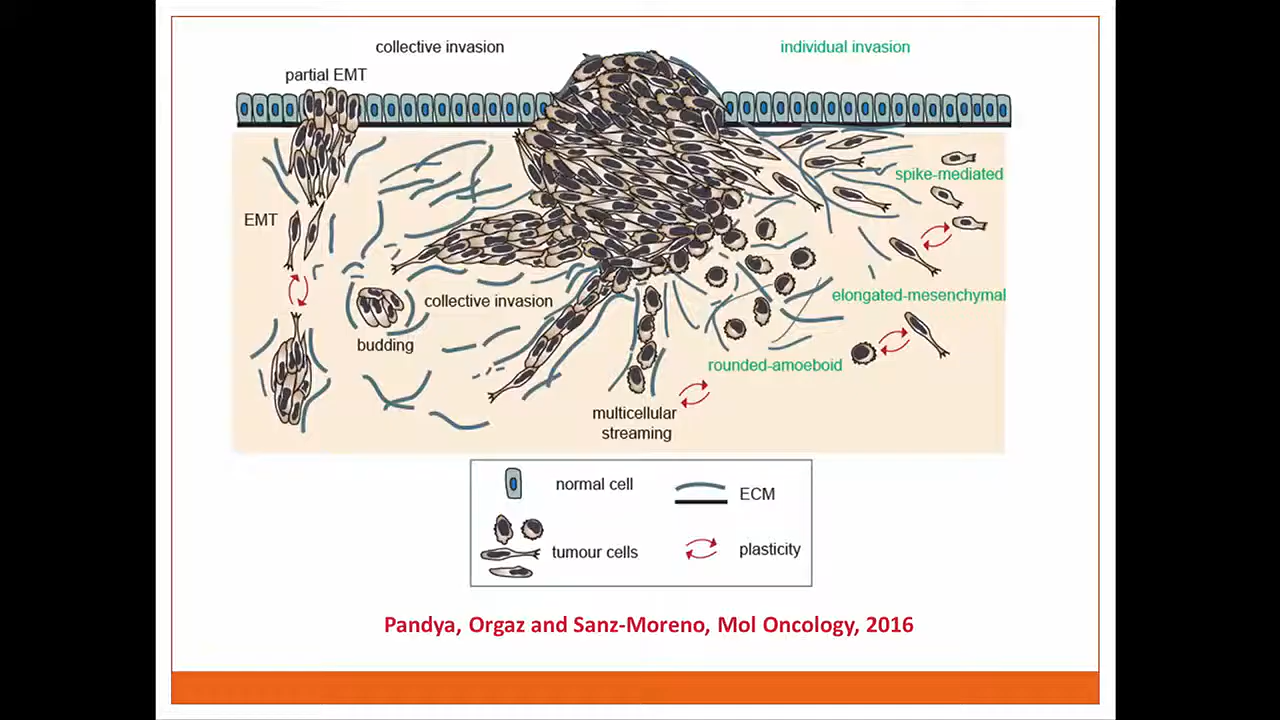 collective invasion
individual invasion
partial EMT
spike-mediated
EMT
elongated-mesenchymal
collective invasion
budding
rounded-amoeboid
multicellular
streaming
normal cell
ECM
tumour cells
plasticity
Pandya, Orgaz and Sanz-Moreno, Mol Oncology, 2016